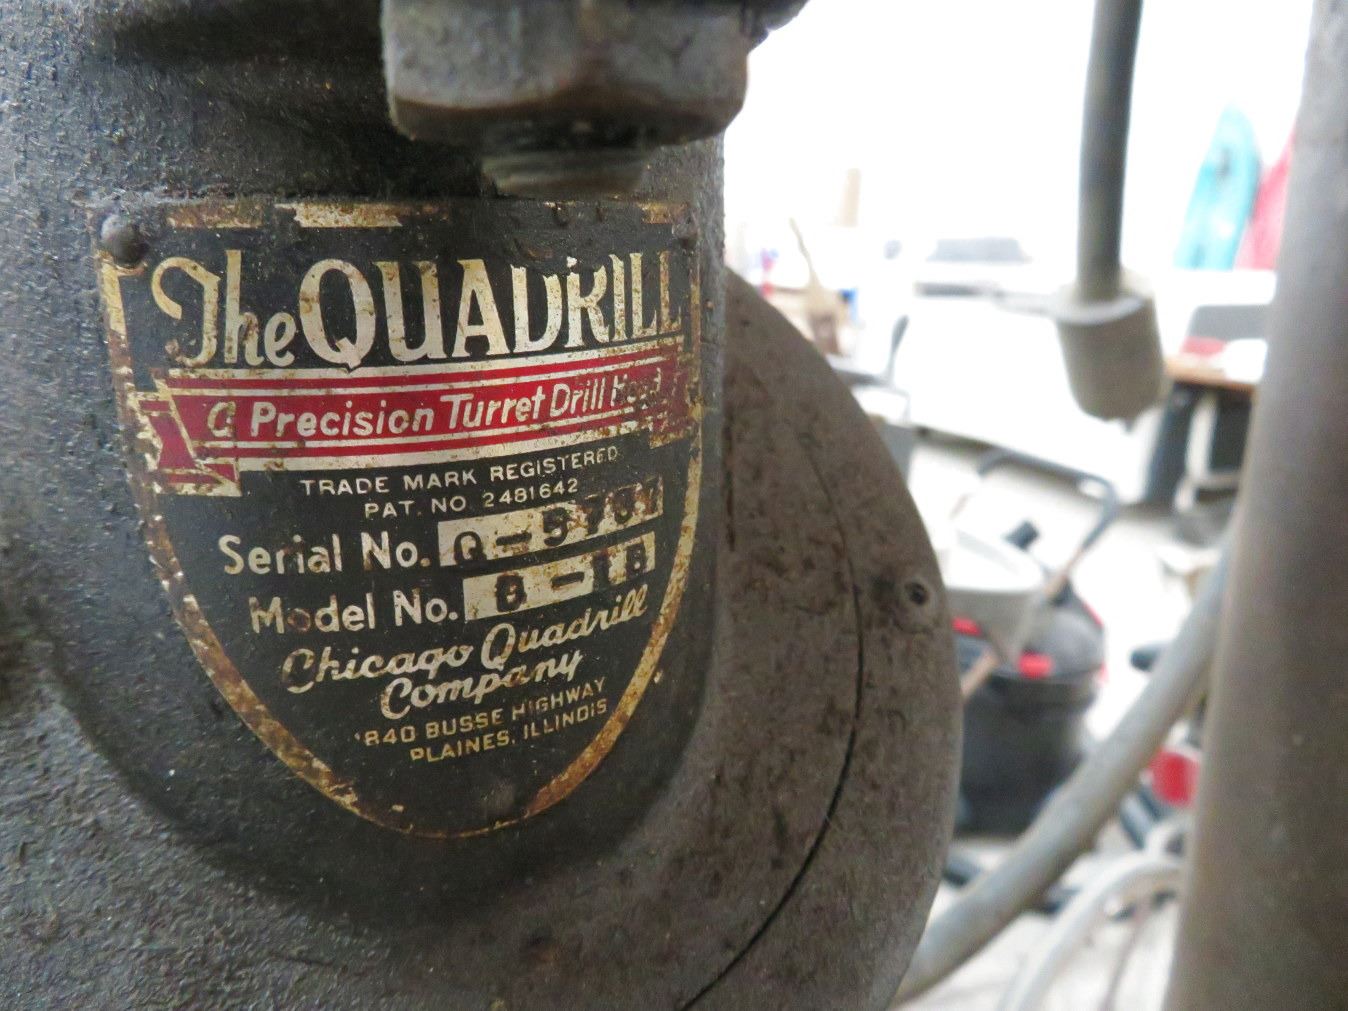 The QUADRILL
A Precision Turret Drill Head
TRADE MARK REGISTERED
PAT. NO. 2481642
Serial No. Q-
Model No.
Chicago Quadrill
Company
1840 BUSSE HIGHWAY
PLAINES, ILLINOIS